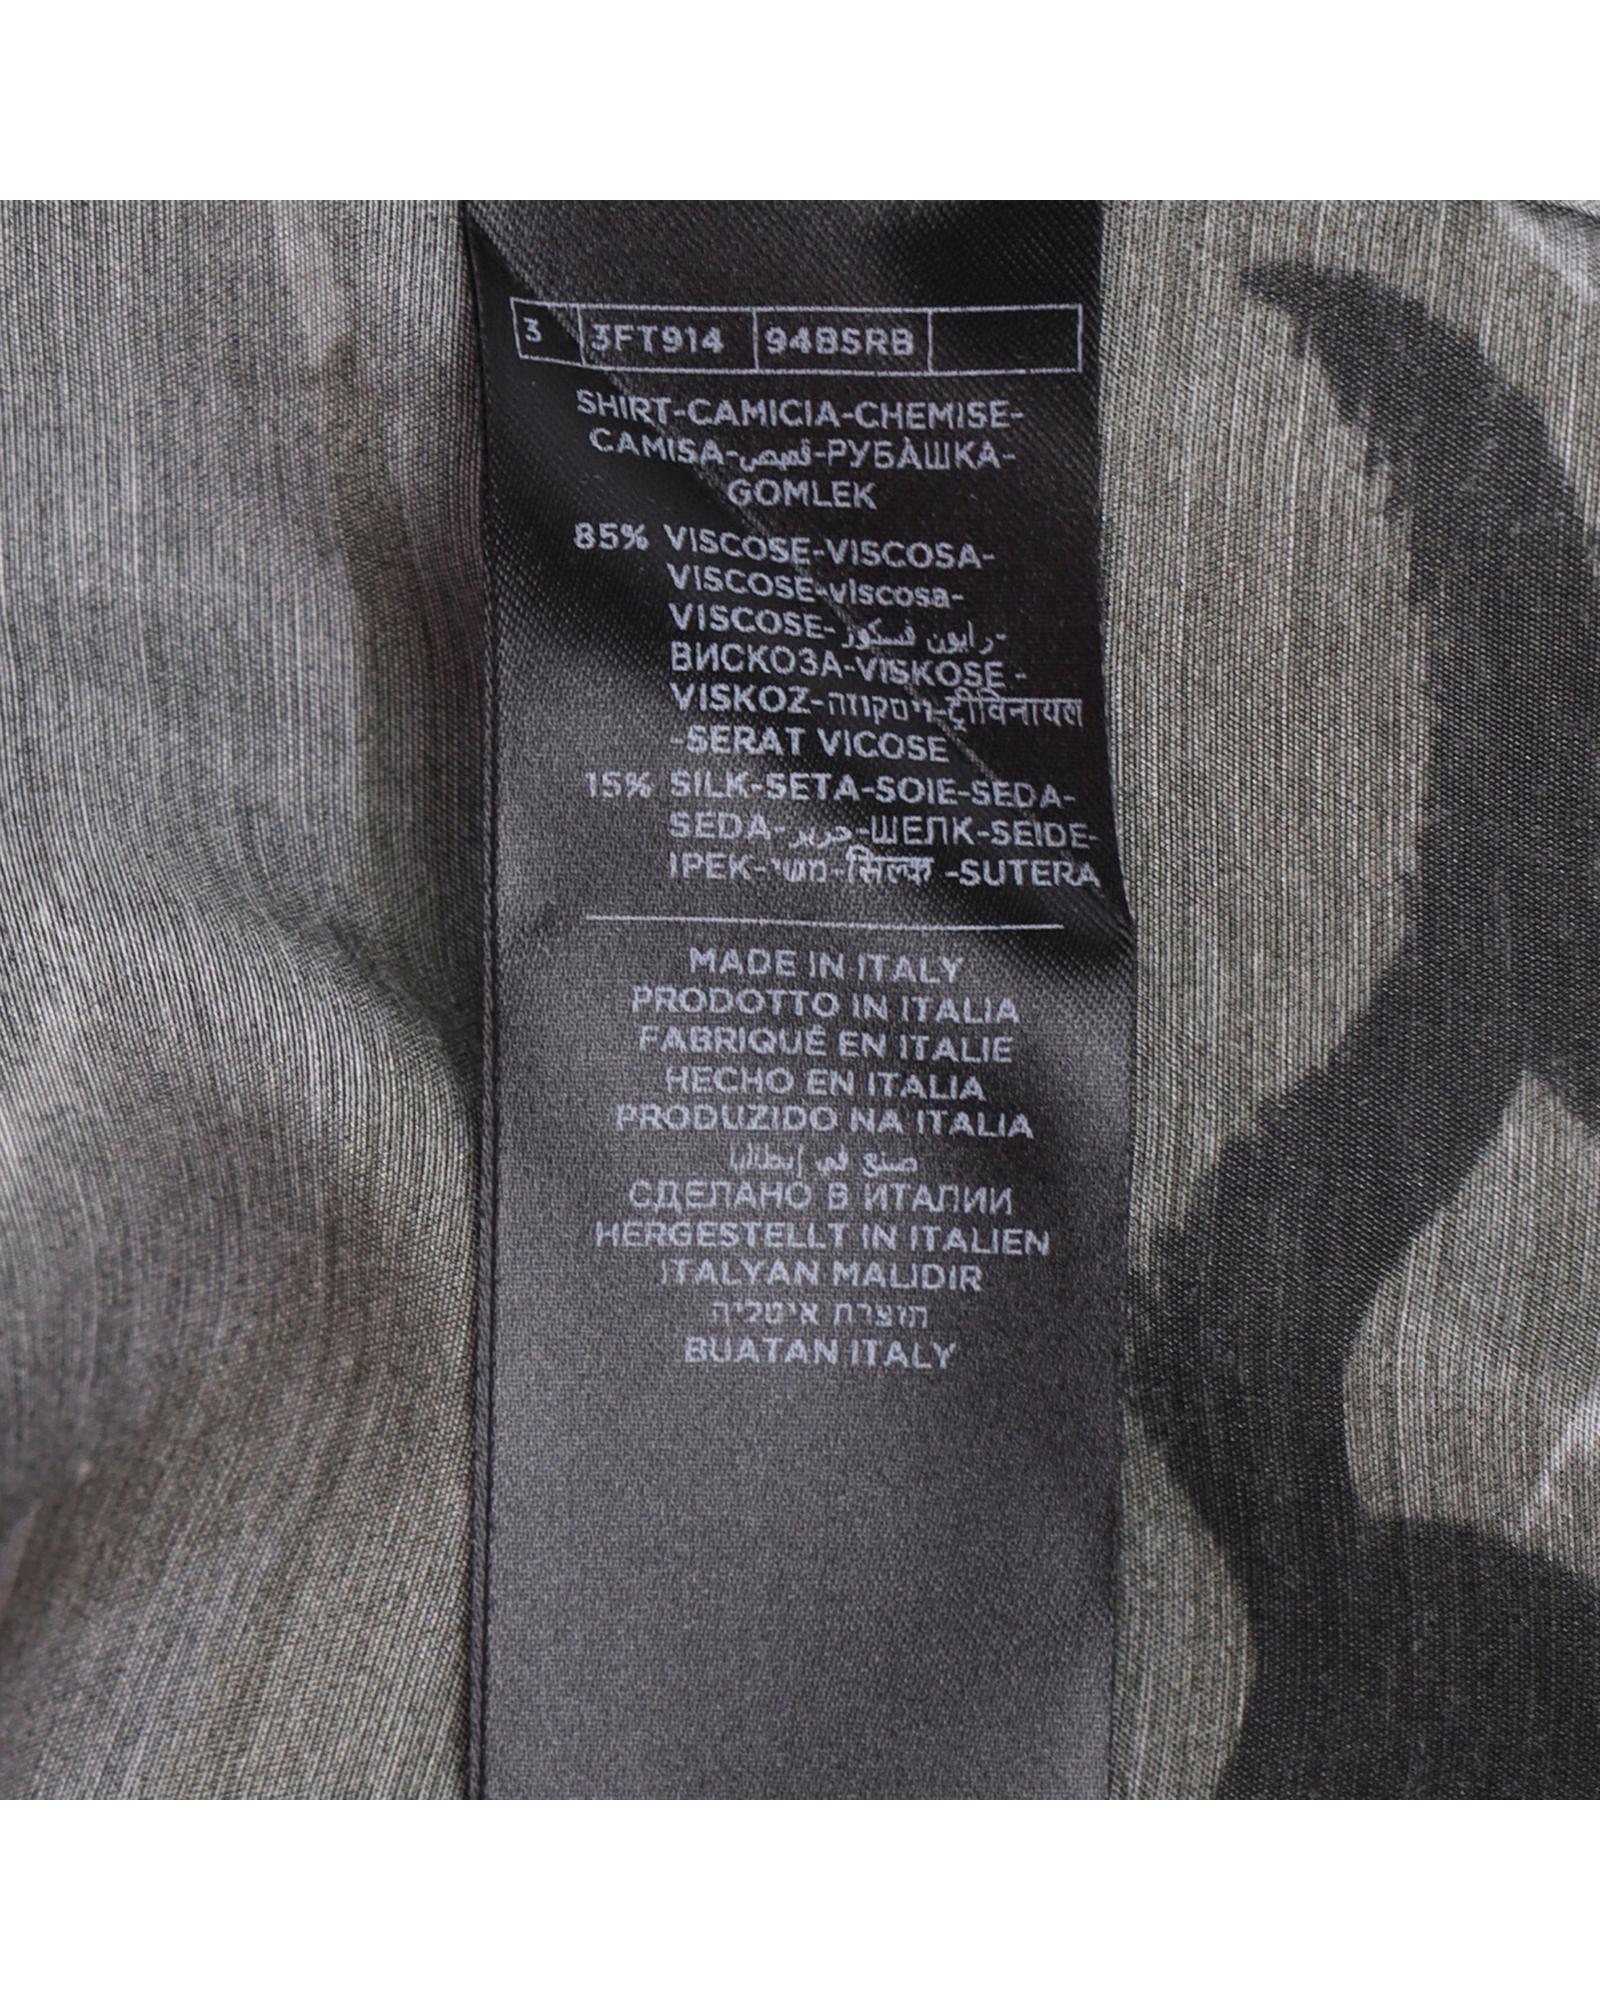 3 3FT914 94BSRB
SHIRT-CAMICIA-CHEMISE-
CAMISA-قميص-РУБАШКА-
GOMLEK
85% VISCOSE-VISCOSA-
VISCOSE-viscosa-
VISCOSE-رايون فسكوز-
ВИСКОЗА-VISKOSE -
VISKOZ-ויסקוזה-ट्रीविनायल
-SERAT VICOSE
15% SILK-SETA-SOIE-SEDA-
SEDA-حرير-ШЕЛК-SEIDE-
IPEK-משי-सिल्क -SUTERA
MADE IN ITALY
PRODOTTO IN ITALIA
FABRIQUÉ EN ITALIE
HECHO EN ITALIA
PRODUZIDO NA ITALIA
صنع في إيطاليا
СДЕЛАНО В ИТАЛИИ
HERGESTELLT IN ITALIEN
ITALYAN MALIDIR
תוצרת איטליה
BUATAN ITALY